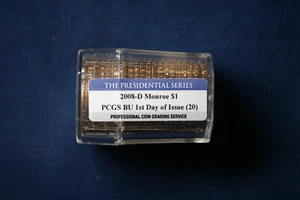 THE PRESIDENTIAL SERIES
2008-D Monroe $1
PCGS BU 1st Day of Issue (20)
PROFESSIONAL COIN GRADING SERVICE